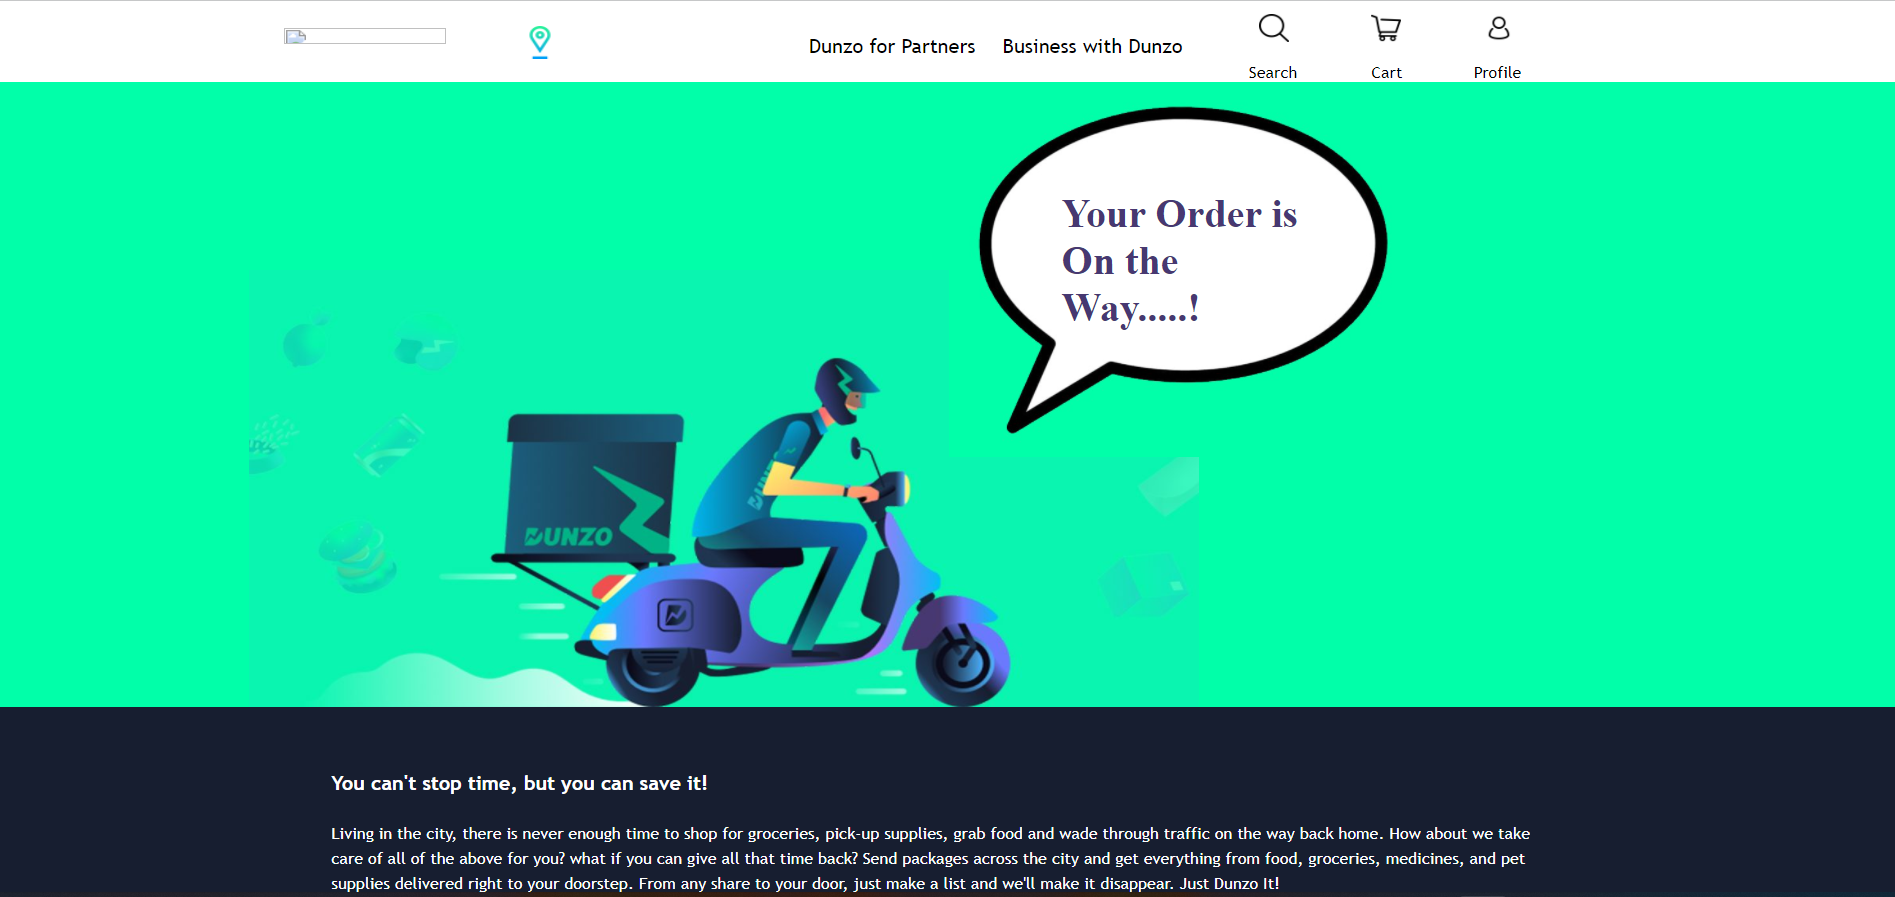 Dunzo for Partners
Business with Dunzo
Search
Cart
Profile
Your Order is
On the
Way.....!
DUNZO
DUNZO
You can't stop time, but you can save it!
Living in the city, there is never enough time to shop for groceries, pick-up supplies, grab food and wade through traffic on the way back home. How about we take
care of all of the above for you? what if you can give all that time back? Send packages across the city and get everything from food, groceries, medicines, and pet
supplies delivered right to your doorstep. From any share to your door, just make a list and we'll make it disappear. Just Dunzo It!